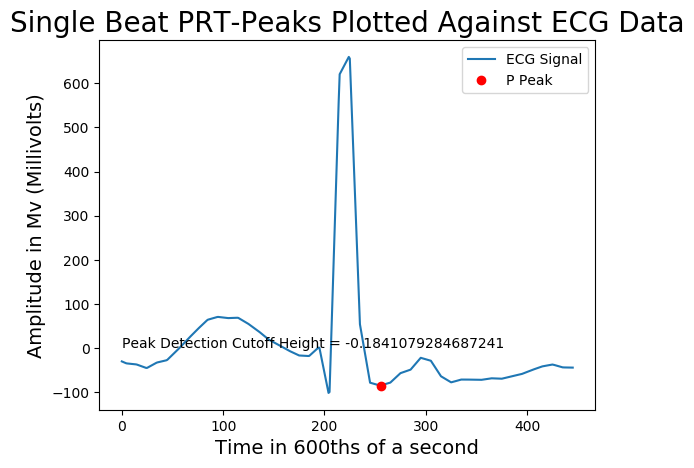 Single Beat PRT-Peaks Plotted Against ECG Data
ECG Signal
P Peak
600
500
400
300
200
100
0
−100
Amplitude in Mv (Millivolts)
Peak Detection Cutoff Height = -0.1841079284687241
0 100 200 300 400
Time in 600ths of a second